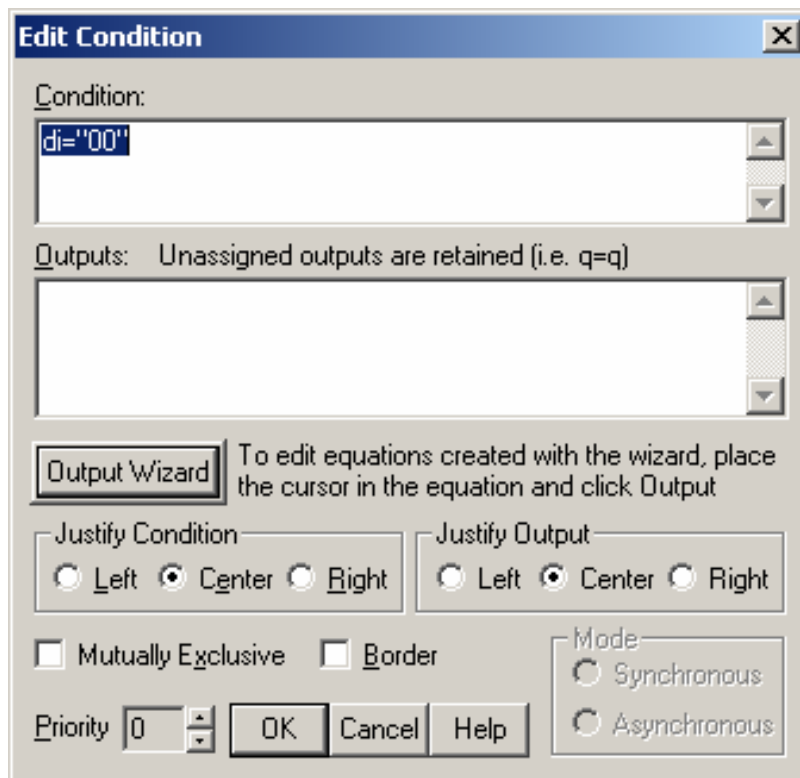 Edit Condition
Condition:
di="00"
Outputs: Unassigned outputs are retained (i.e. q=q)
Output Wizard
To edit equations created with the wizard, place
the cursor in the equation and click Output
Justify Condition
Left Center Right
Justify Output
Left Center Right
Mutually Exclusive Border
Mode
Synchronous
Asynchronous
Priority 0 OK Cancel Help